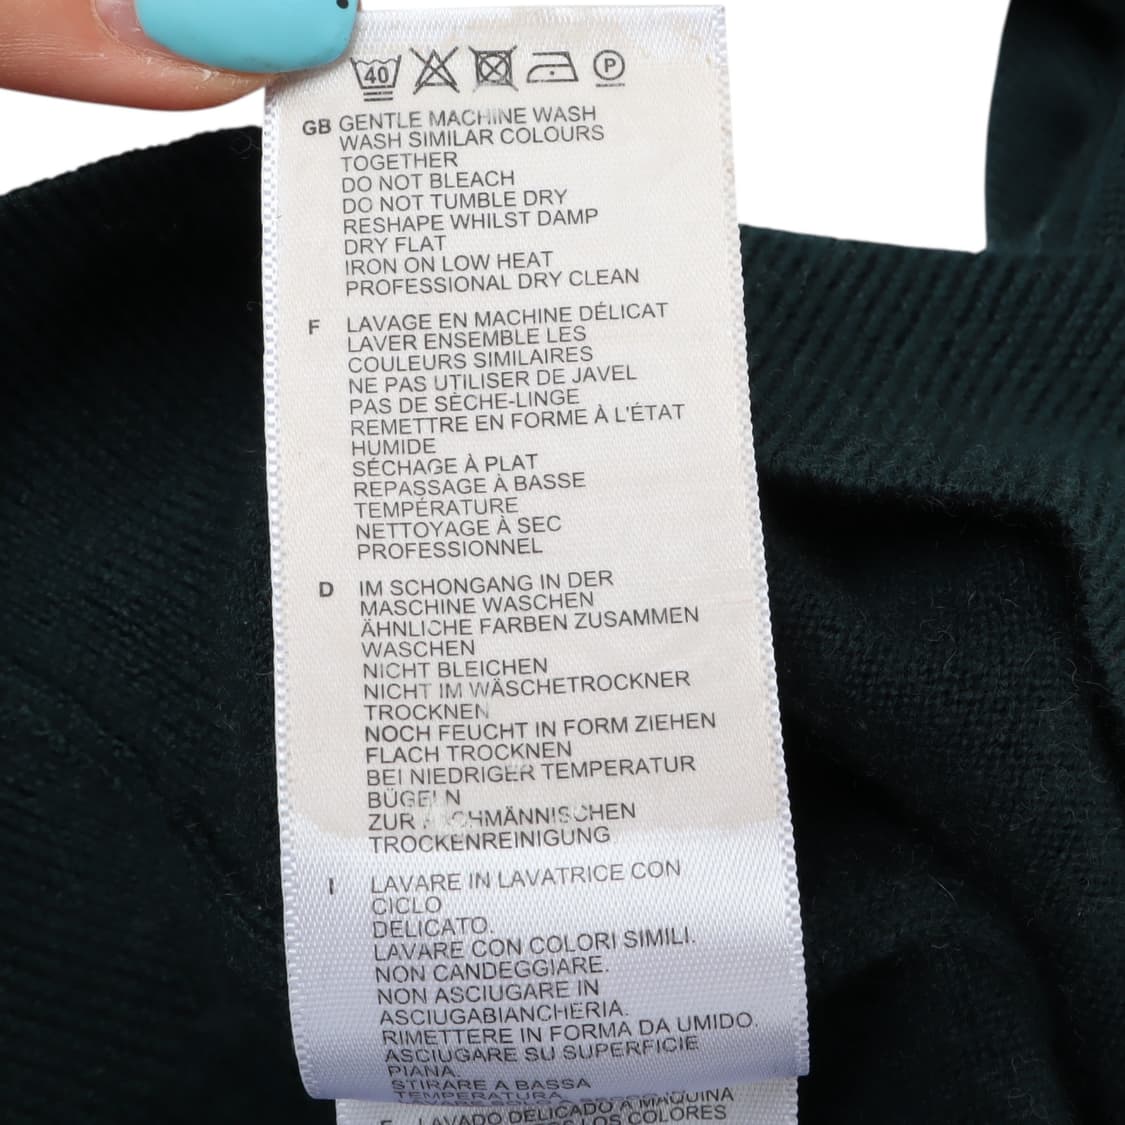 40 P
GB GENTLE MACHINE WASH
WASH SIMILAR COLOURS
TOGETHER
DO NOT BLEACH
DO NOT TUMBLE DRY
RESHAPE WHILST DAMP
DRY FLAT
IRON ON LOW HEAT
PROFESSIONAL DRY CLEAN
F LAVAGE EN MACHINE DÉLICAT
LAVER ENSEMBLE LES
COULEURS SIMILAIRES
NE PAS UTILISER DE JAVEL
PAS DE SÈCHE-LINGE
REMETTRE EN FORME À L'ÉTAT
HUMIDE
SÉCHAGE À PLAT
REPASSAGE À BASSE
TEMPÉRATURE
NETTOYAGE À SEC
PROFESSIONNEL
D IM SCHONGANG IN DER
MASCHINE WASCHEN
ÄHNLICHE FARBEN ZUSAMMEN
WASCHEN
NICHT BLEICHEN
NICHT IM WÄSCHETROCKNER
TROCKNEN
NOCH FEUCHT IN FORM ZIEHEN
FLACH TROCKNEN
BEI NIEDRIGER TEMPERATUR
BÜGELN
ZUR
TROCKENREINIGUNG
I LAVARE IN LAVATRICE CON
CICLO
DELICATO.
LAVARE CON COLORI SIMILI.
NON CANDEGGIARE.
NON ASCIUGARE IN
ASCIUGABIANCHERIA.
RIMETTERE IN FORMA DA UMIDO.
ASCIUGARE SU SUPERFICIE
PIANA.
STIRARE A BASSA
TEMPERATURA
LAVADO DELICADO A MAQUINA
LOS COLORES